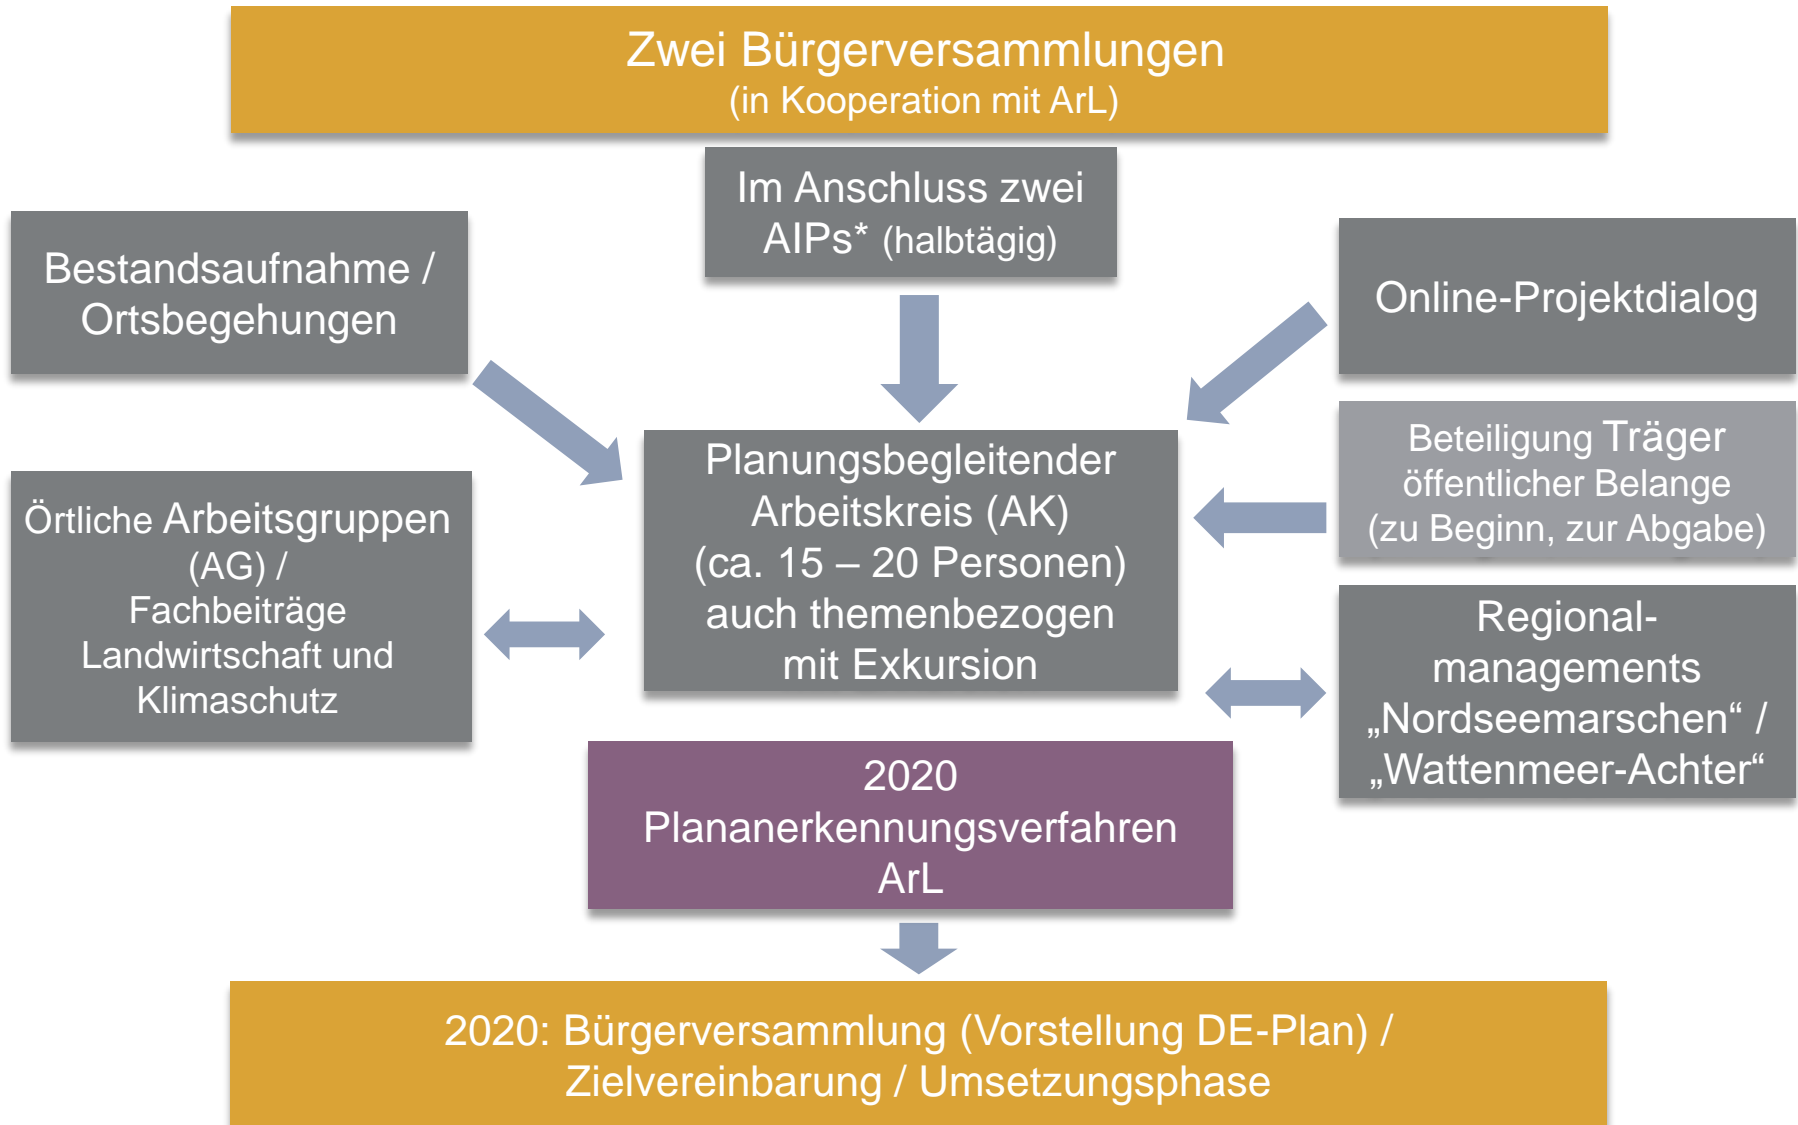 Zwei Bürgerversammlungen
(in Kooperation mit ArL)
Im Anschluss zwei
AIPs* (halbtägig)
Bestandsaufnahme /
Ortsbegehungen
Online-Projektdialog
Planungsbegleitender
Arbeitskreis (AK)
(ca. 15 – 20 Personen)
auch themenbezogen
mit Exkursion
Beteiligung Träger
öffentlicher Belange
(zu Beginn, zur Abgabe)
Örtliche Arbeitsgruppen
(AG) /
Fachbeiträge
Landwirtschaft und
Klimaschutz
Regional-
managements
„Nordseemarschen“ /
„Wattenmeer-Achter“
2020
Plananerkennungsverfahren
ArL
2020: Bürgerversammlung (Vorstellung DE-Plan) /
Zielvereinbarung / Umsetzungsphase